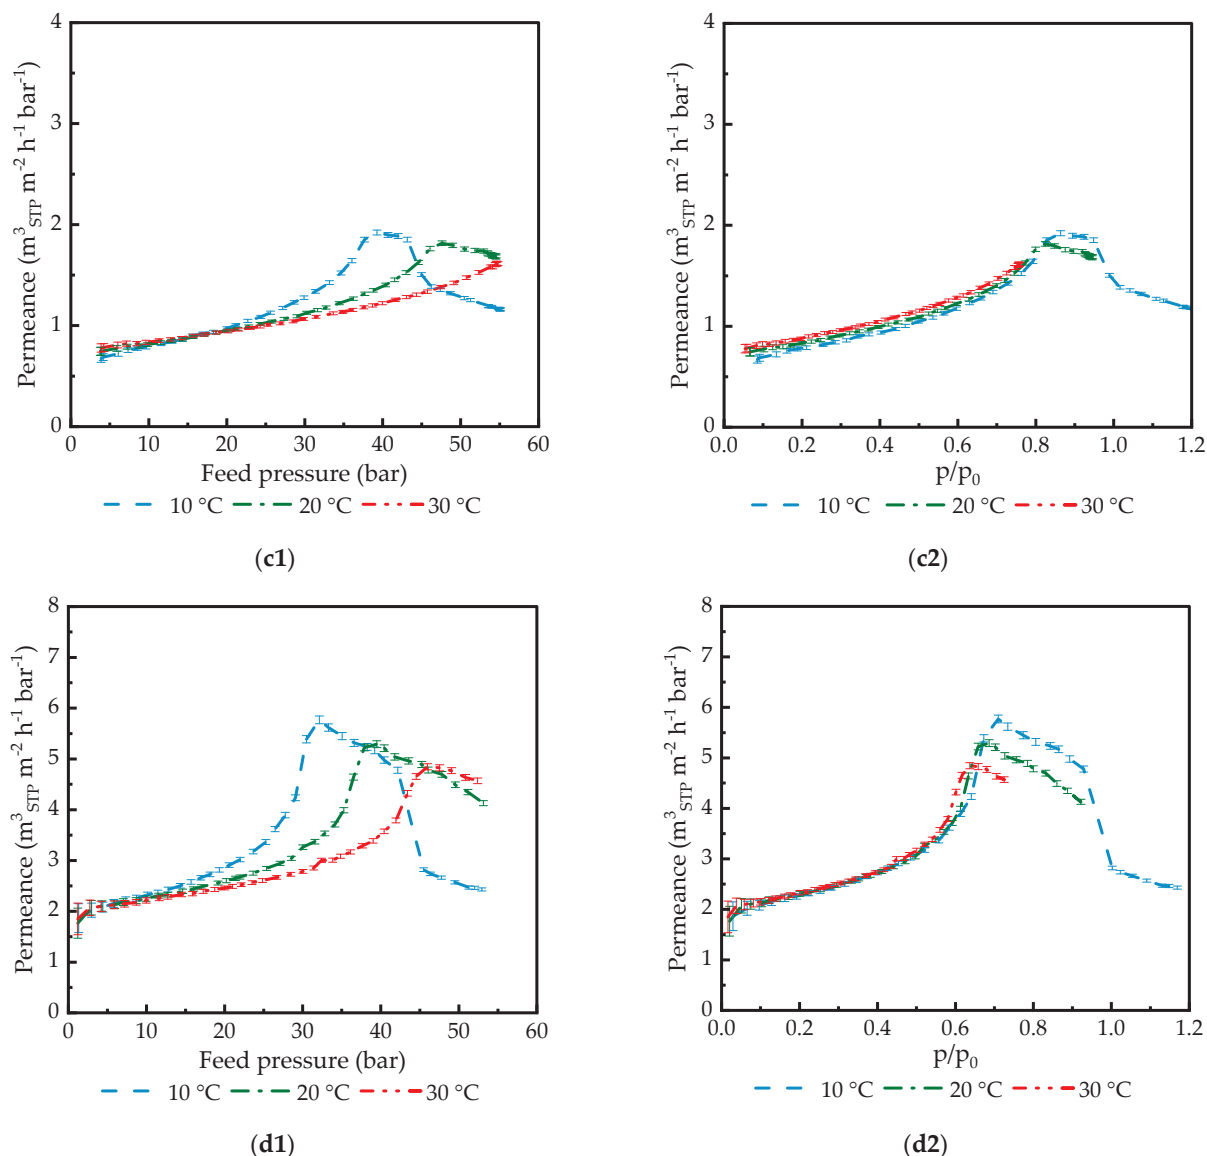 4
3
2
1
0
Permeance (m³STP m⁻² h⁻¹ bar⁻¹)
0 10 20 30 40 50 60
Feed pressure (bar)
10 °C 20 °C 30 °C
(c1)
4
3
2
1
0
Permeance (m³STP m⁻² h⁻¹ bar⁻¹)
0.0 0.2 0.4 0.6 0.8 1.0 1.2
p/p₀
10 °C 20 °C 30 °C
(c2)
8
7
6
5
4
3
2
1
0
Permeance (m³STP m⁻² h⁻¹ bar⁻¹)
0 10 20 30 40 50 60
Feed pressure (bar)
10 °C 20 °C 30 °C
(d1)
8
7
6
5
4
3
2
1
0
Permeance (m³STP m⁻² h⁻¹ bar⁻¹)
0.0 0.2 0.4 0.6 0.8 1.0 1.2
p/p₀
10 °C 20 °C 30 °C
(d2)